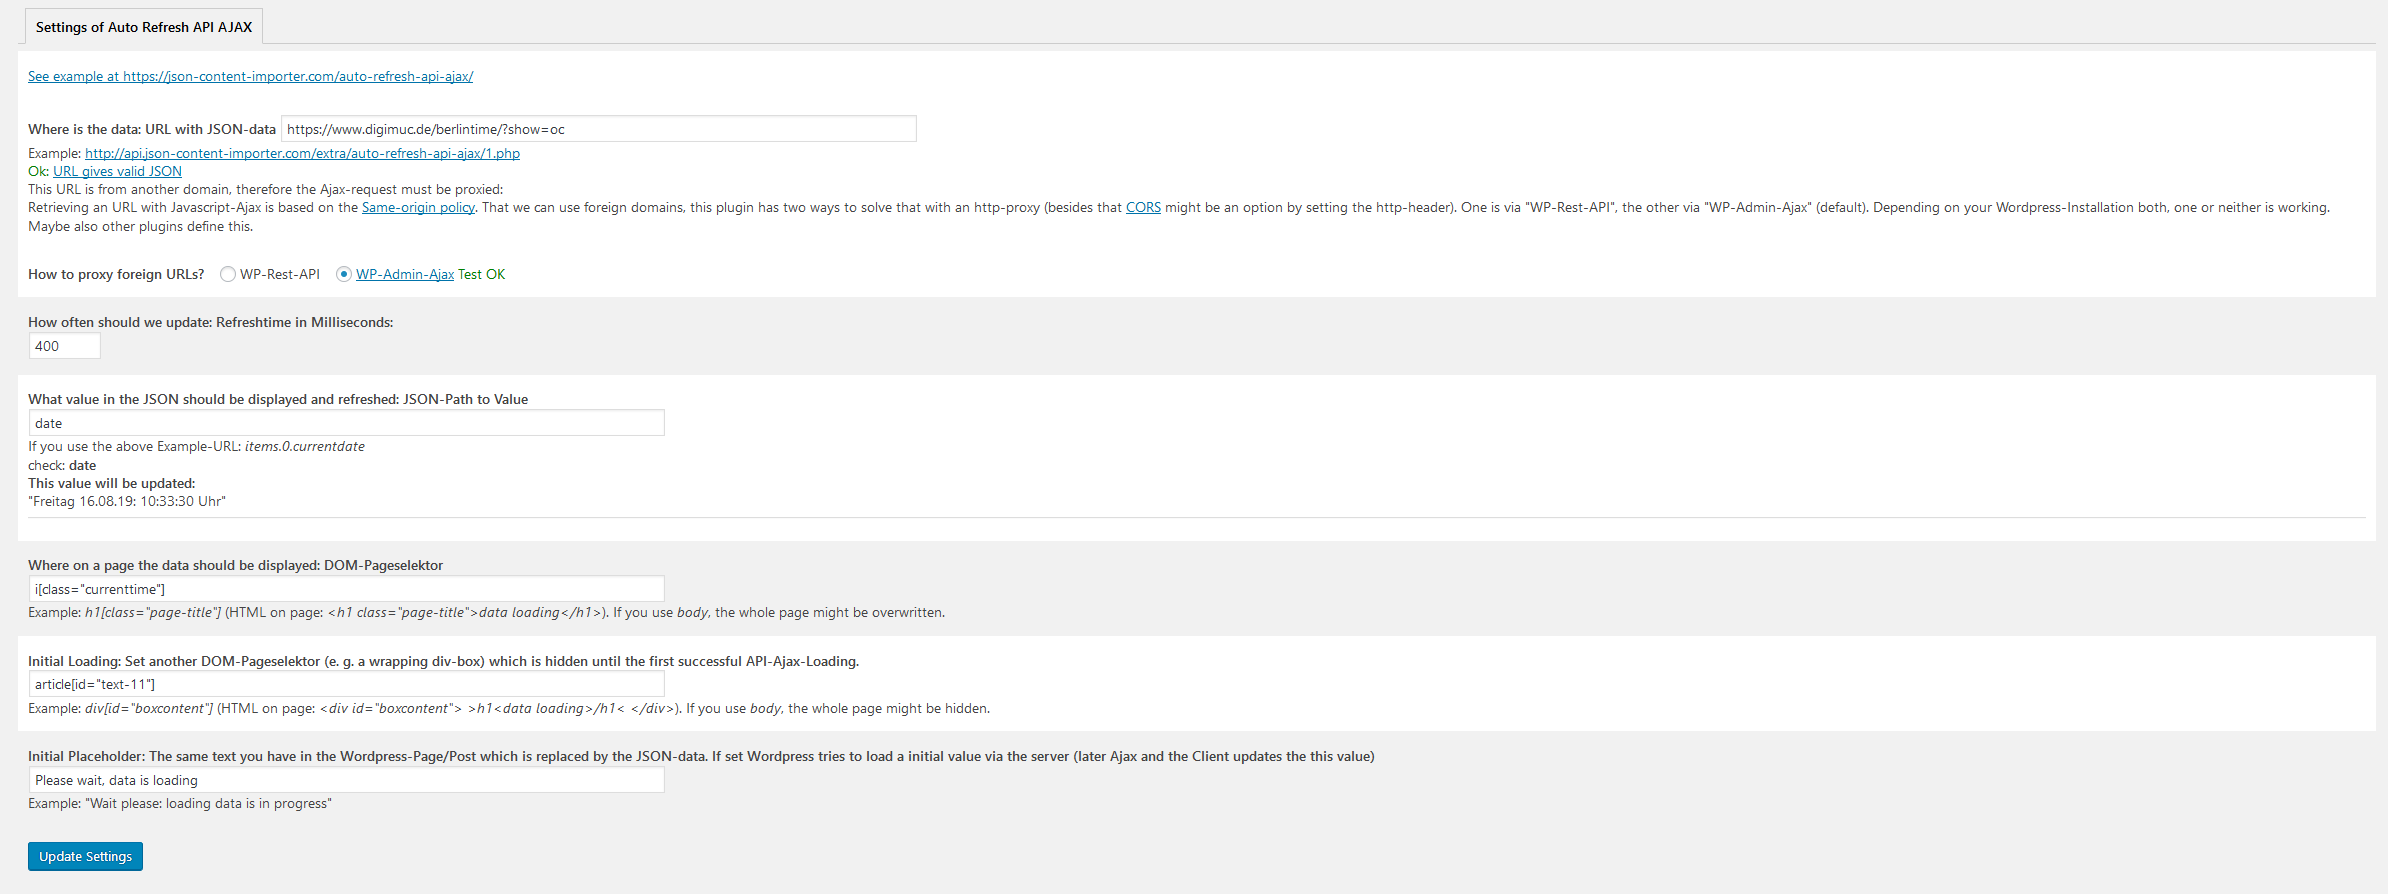 Settings of Auto Refresh API AJAX
See example at https://json-content-importer.com/auto-refresh-api-ajax/
Where is the data: URL with JSON-data https://www.digimuc.de/berlintime/?show=oc
Example: http://api.json-content-importer.com/extra/auto-refresh-api-ajax/1.php
Ok: URL gives valid JSON
This URL is from another domain, therefore the Ajax-request must be proxied:
Retrieving an URL with Javascript-Ajax is based on the Same-origin policy. That we can use foreign domains, this plugin has two ways to solve that with an http-proxy (besides that CORS might be an option by setting the http-header). One is via "WP-Rest-API", the other via "WP-Admin-Ajax" (default). Depending on your Wordpress-Installation both, one or neither is working.
Maybe also other plugins define this.
How to proxy foreign URLs? WP-Rest-API WP-Admin-Ajax Test OK
How often should we update: Refreshtime in Milliseconds:
400
What value in the JSON should be displayed and refreshed: JSON-Path to Value
date
If you use the above Example-URL: items.0.currentdate
check: date
This value will be updated:
"Freitag 16.08.19: 10:33:30 Uhr"
Where on a page the data should be displayed: DOM-Pageselektor
i[class="currenttime"]
Example: h1[class="page-title"] (HTML on page: <h1 class="page-title">data loading</h1>). If you use body, the whole page might be overwritten.
Initial Loading: Set another DOM-Pageselektor (e. g. a wrapping div-box) which is hidden until the first successful API-Ajax-Loading.
article[id="text-11"]
Example: div[id="boxcontent"] (HTML on page: <div id="boxcontent"> >h1<data loading>/h1< </div>). If you use body, the whole page might be hidden.
Initial Placeholder: The same text you have in the Wordpress-Page/Post which is replaced by the JSON-data. If set Wordpress tries to load a initial value via the server (later Ajax and the Client updates the this value)
Please wait, data is loading
Example: "Wait please: loading data is in progress"
Update Settings